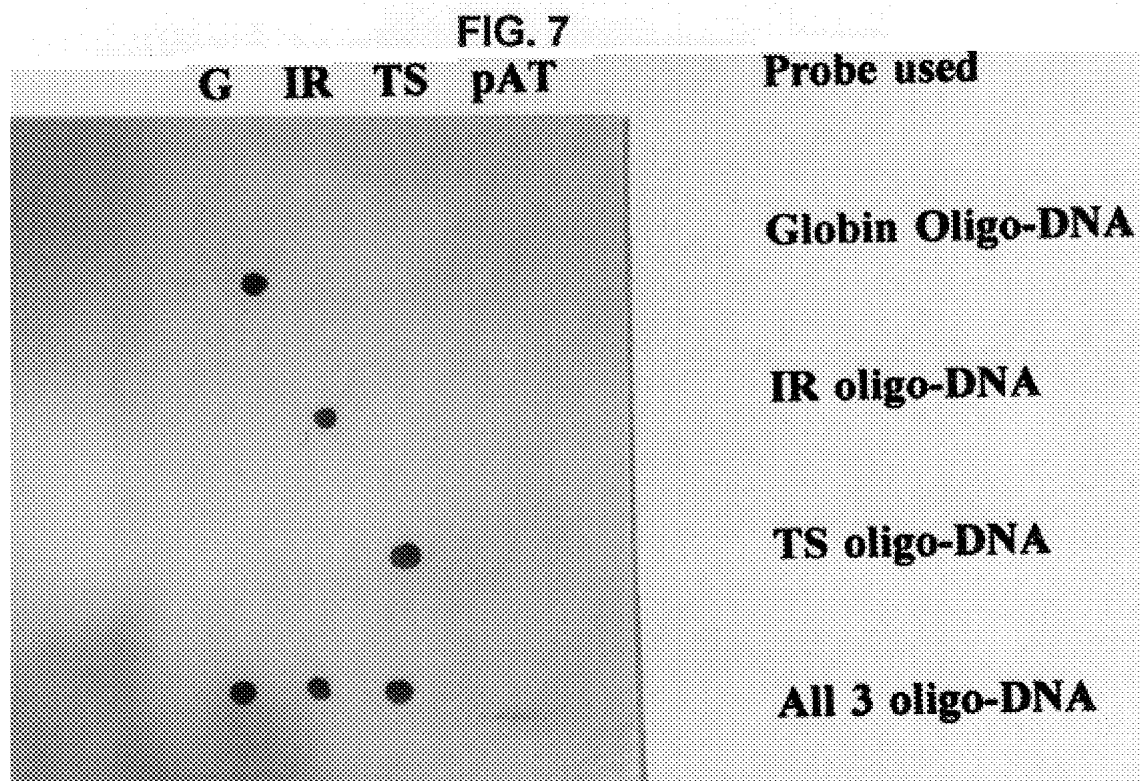 FIG. 7
G IR TS pAT Probe used
Globin Oligo-DNA
IR oligo-DNA
TS oligo-DNA
All 3 oligo-DNA